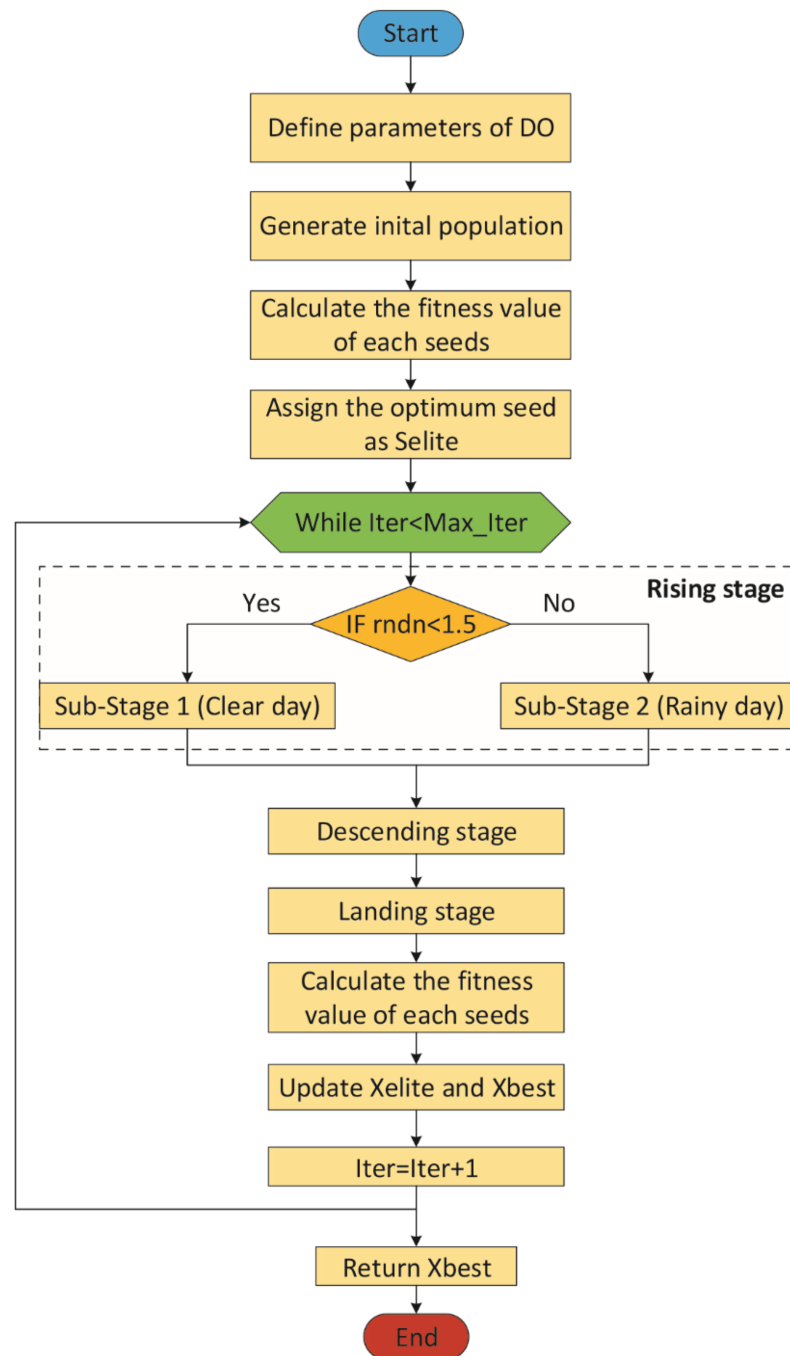 Start
Define parameters of DO
Generate inital population
Calculate the fitness value
of each seeds
Assign the optimum seed
as Selite
While Iter<Max_Iter
Rising stage
Yes
No
IF rndn<1.5
Sub-Stage 1 (Clear day)
Sub-Stage 2 (Rainy day)
Descending stage
Landing stage
Calculate the fitness
value of each seeds
Update Xelite and Xbest
Iter=Iter+1
Return Xbest
End